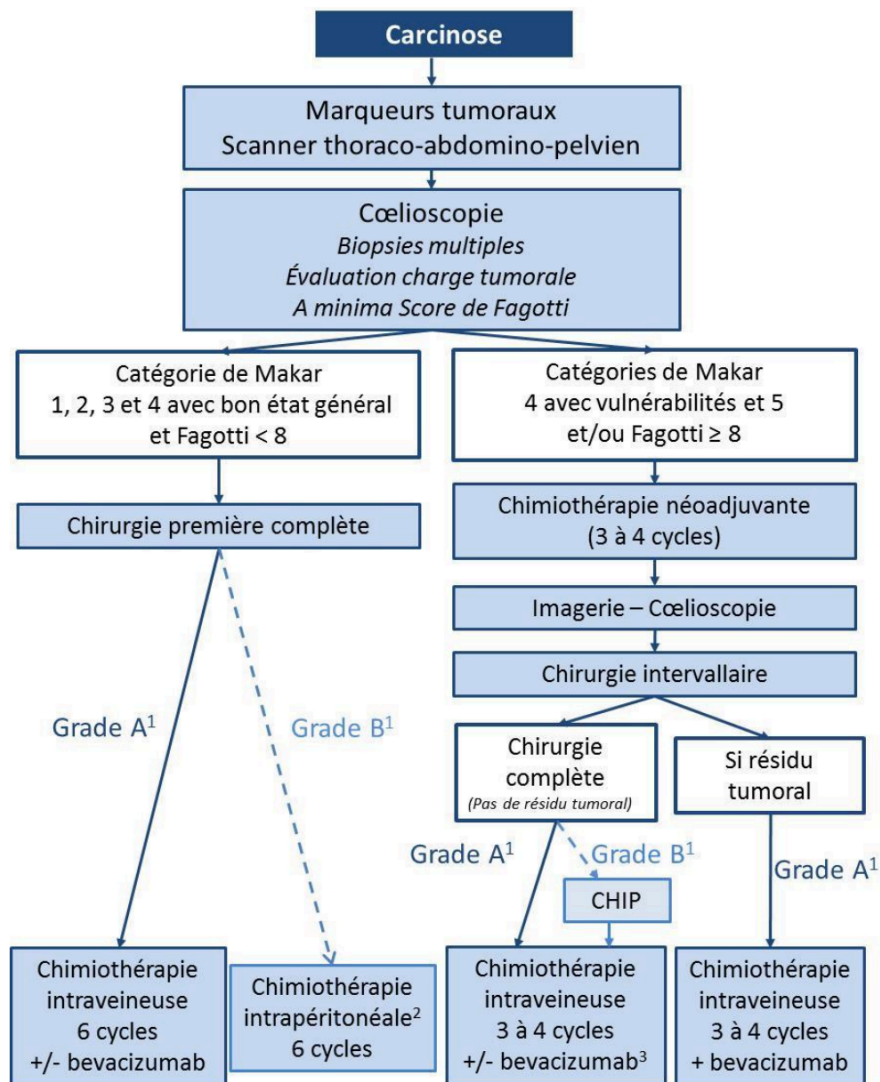 Carcinose
Marqueurs tumoraux
Scanner thoraco-abdomino-pelvien
Cœlioscopie
Biopsies multiples
Évaluation charge tumorale
A minima Score de Fagotti
Catégorie de Makar
1, 2, 3 et 4 avec bon état général
et Fagotti < 8
Catégories de Makar
4 avec vulnérabilités et 5
et/ou Fagotti ≥ 8
Chirurgie première complète
Chimiothérapie néoadjuvante
(3 à 4 cycles)
Imagerie – Cœlioscopie
Chirurgie intervallaire
Grade A¹
Grade B¹
Chirurgie
complète
(Pas de résidu tumoral)
Si résidu
tumoral
Grade A¹
Grade B¹
Grade A¹
CHIP
Chimiothérapie
intraveineuse
6 cycles
+/- bevacizumab
Chimiothérapie
intrapéritonéale²
6 cycles
Chimiothérapie
intraveineuse
3 à 4 cycles
+/- bevacizumab³
Chimiothérapie
intraveineuse
3 à 4 cycles
+ bevacizumab